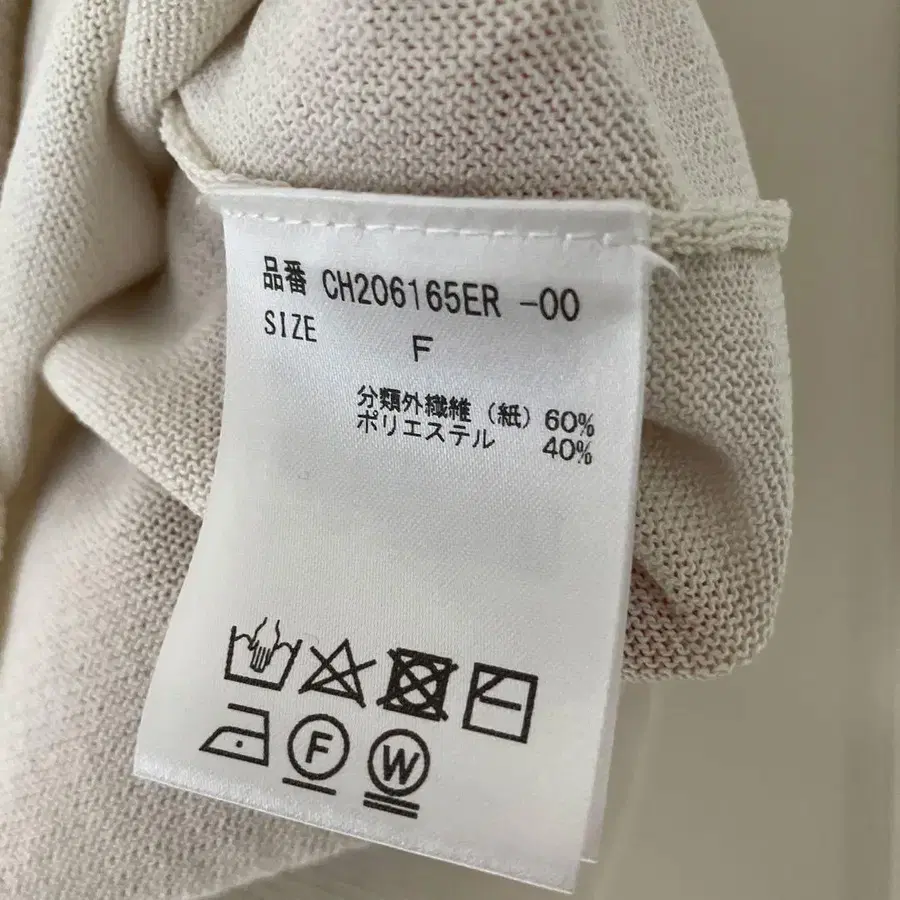 品番 CH206165ER -00
SIZE F
分類外繊維（紙）60%
ポリエステル 40%
F
W